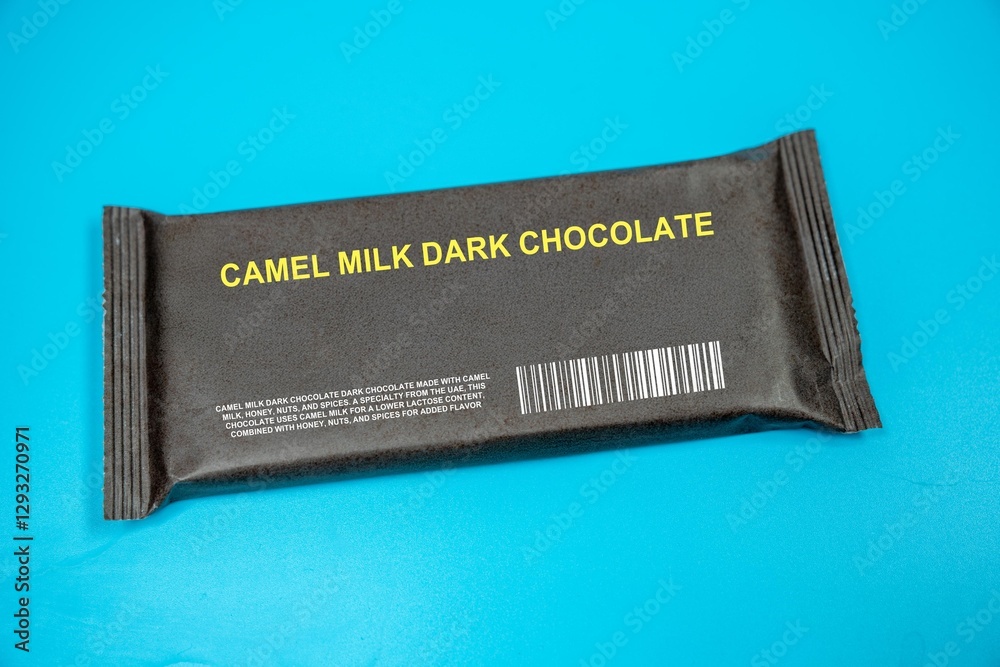 CAMEL MILK DARK CHOCOLATE
CAMEL MILK DARK CHOCOLATE DARK CHOCOLATE MADE WITH CAMEL
MILK, HONEY, NUTS, AND SPICES. A SPECIALTY FROM THE UAE, THIS
CHOCOLATE USES CAMEL MILK FOR A LOWER LACTOSE CONTENT,
COMBINED WITH HONEY, NUTS, AND SPICES FOR ADDED FLAVOR
Adobe Stock | #1293270971